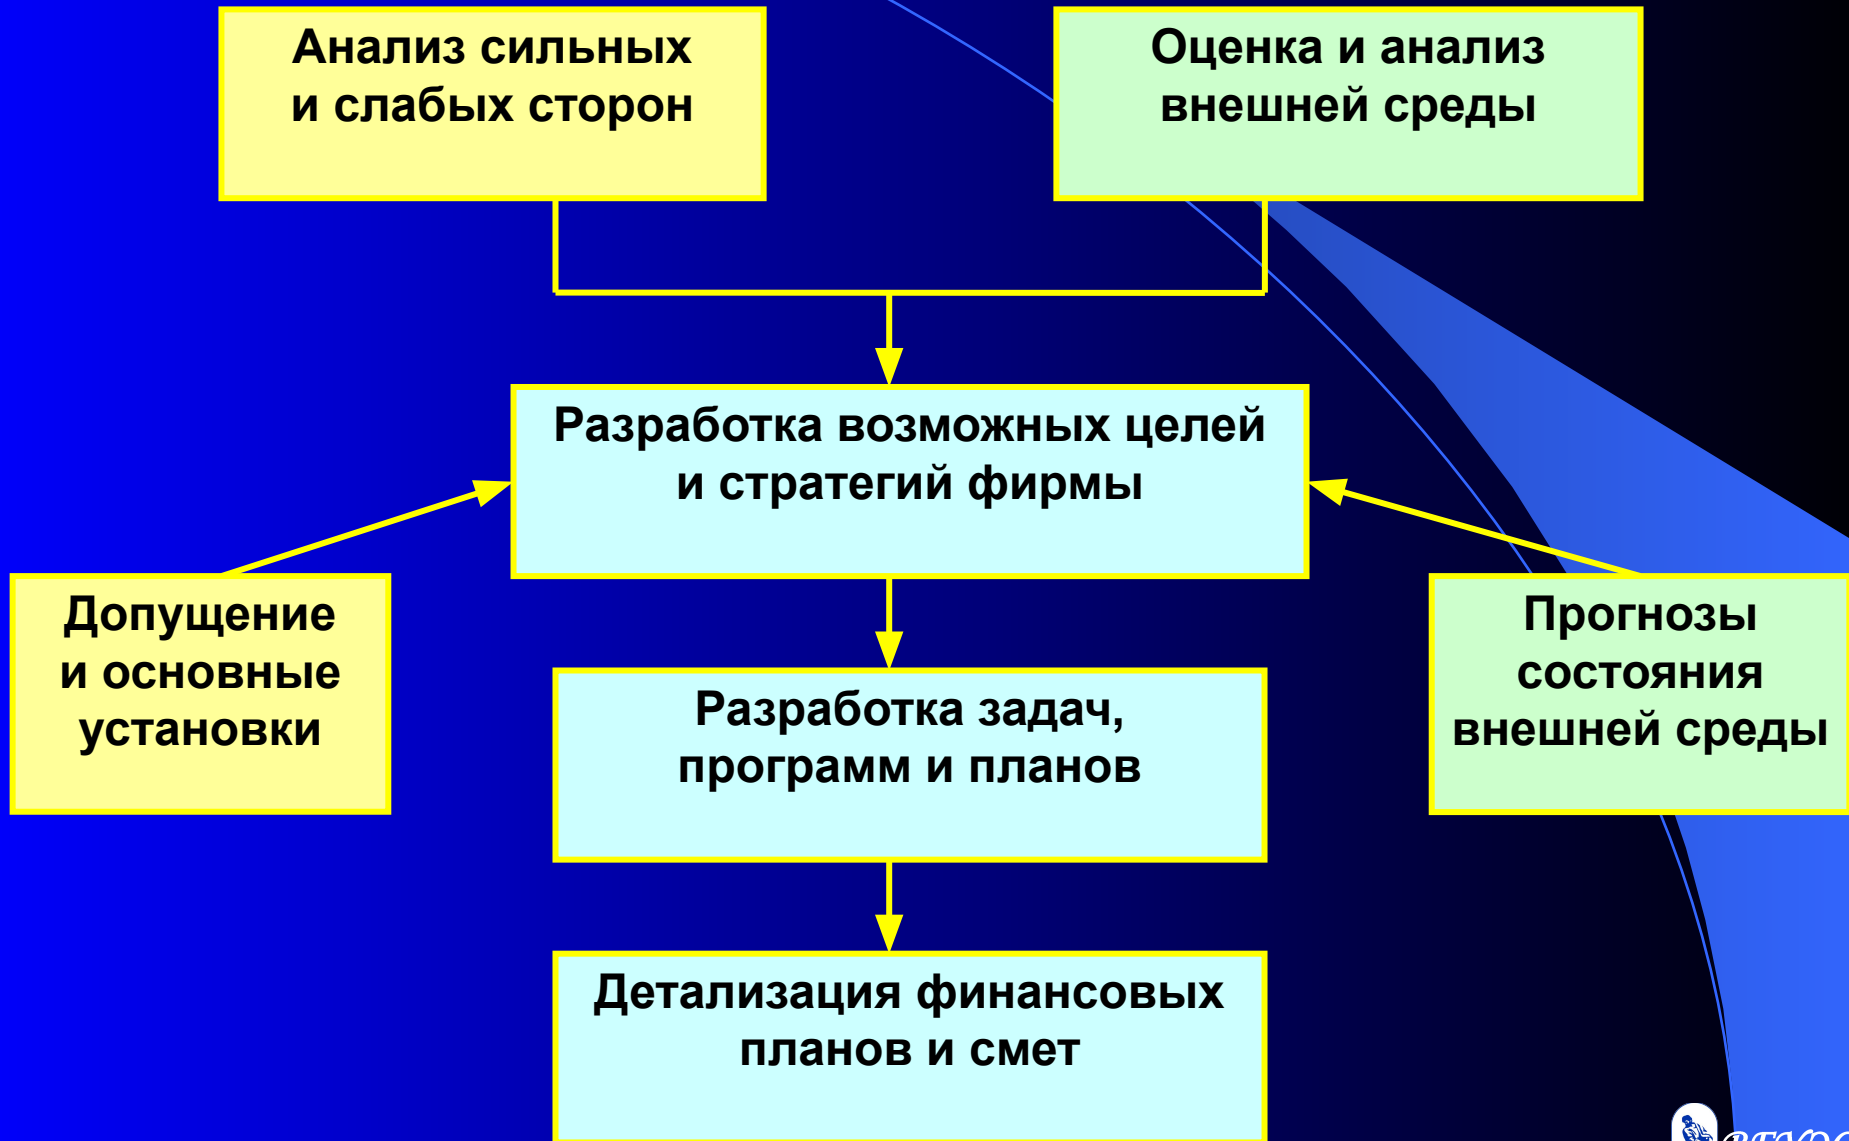 Анализ сильных
и слабых сторон
Оценка и анализ
внешней среды
Разработка возможных целей
и стратегий фирмы
Допущение
и основные
установки
Прогнозы
состояния
внешней среды
Разработка задач,
программ и планов
Детализация финансовых
планов и смет